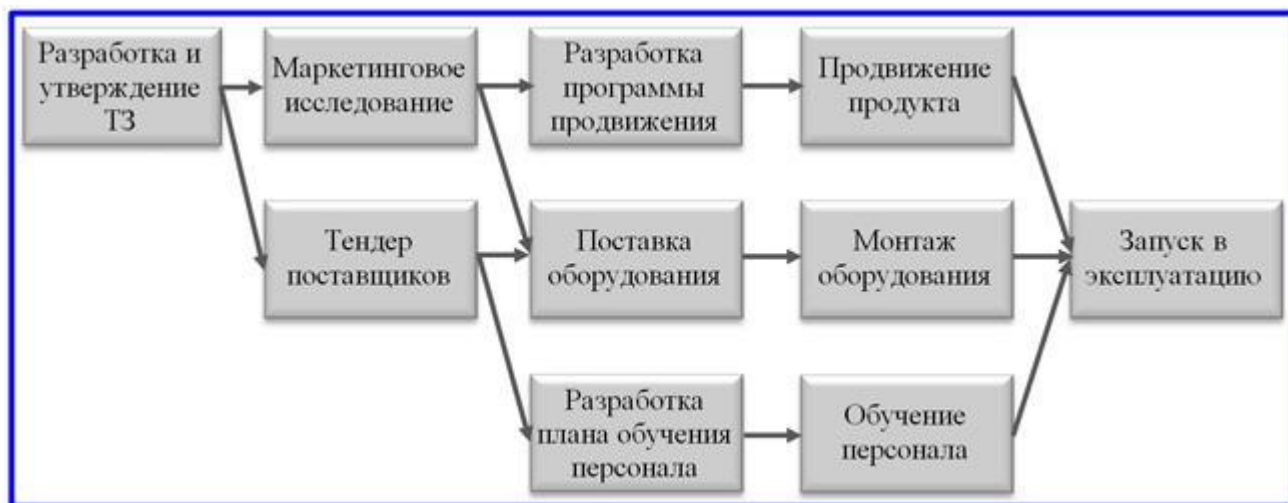 Разработка и
утверждение
ТЗ
Маркетинговое
исследование
Разработка
программы
продвижения
Продвижение
продукта
Тендер
поставщиков
Поставка
оборудования
Монтаж
оборудования
Запуск в
эксплуатацию
Разработка
плана обучения
персонала
Обучение
персонала